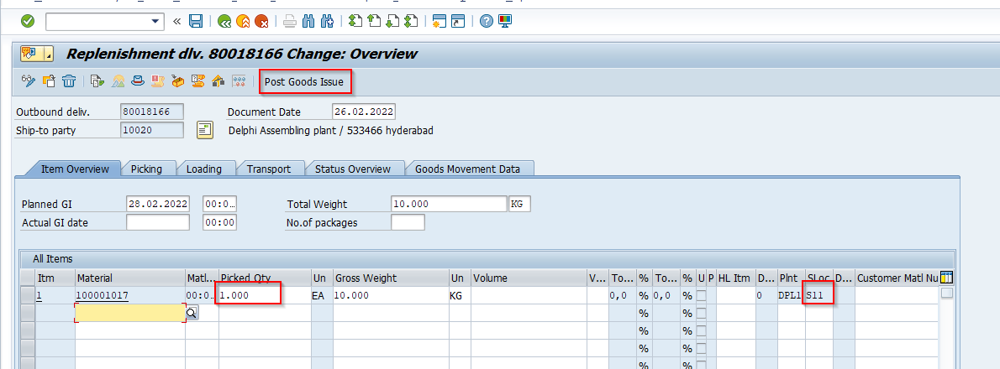 Replenishment dlv. 80018166 Change: Overview
Post Goods Issue
Outbound deliv. 80018166 Document Date 26.02.2022
Ship-to party 10020 Delphi Assembling plant / 533466 hyderabad
Item Overview Picking Loading Transport Status Overview Goods Movement Data
Planned GI 28.02.2022 00:0… Total Weight 10.000 KG
Actual GI date 00:00 No.of packages
All Items
Itm Material Matl… Picked Qty Un Gross Weight Un Volume V… To… % To… % U P HL Itm D… Plnt SLoc D… Customer Matl Nu
1 100001017 00:0… 1.000 EA 10.000 KG 0,0 % 0,0 % 0 DPL1 S11
% %
% %
% %
% %